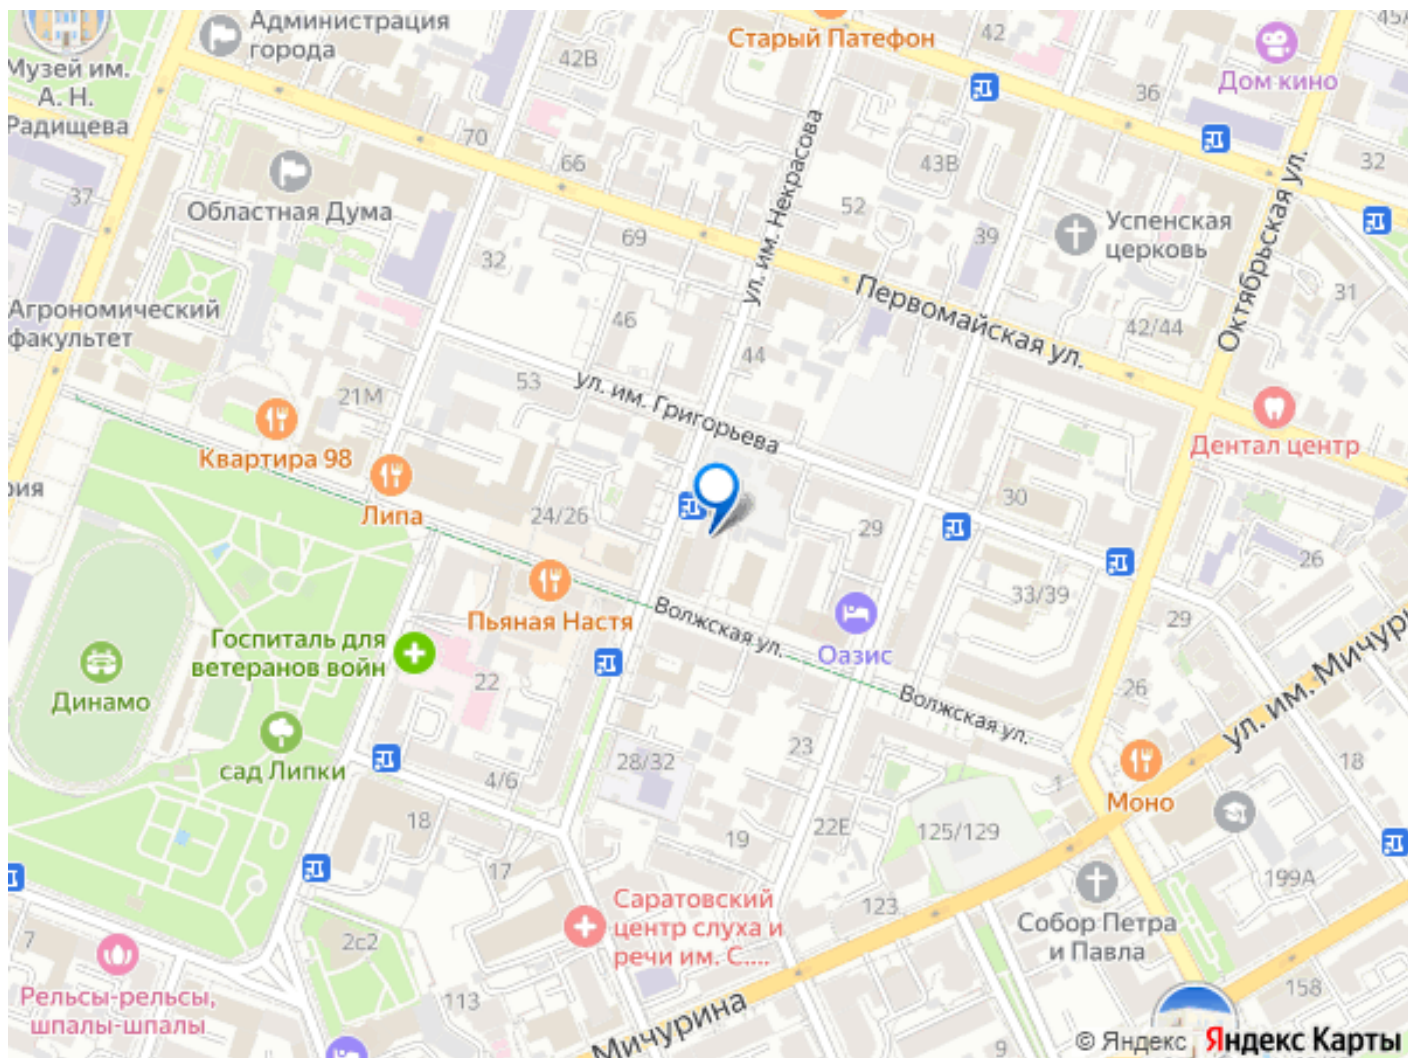 Администрация
города
Старый Патефон
42
45А
Дом кино
42В
Музей им.
А. Н.
Радищева
36
70
66
43В
32
37
Областная Дума
52
ул. им. Некрасова
Успенская
церковь
Октябрьская ул.
69
39
32
Агрономический
факультет
46
Первомайская ул.
42/44
31
44
53
21М
ул. им. Григорьева
Квартира 98
Дентал центр
Липа
24/26
30
29
26
Пьяная Настя
Волжская ул.
33/39
29
Госпиталь для
ветеранов войн
Оазис
Динамо
22
26
Волжская ул.
ул. им. Мичурин
сад Липки
28/32
23
18
4/6
1
Моно
18
19
22Е
125/129
17
199А
Саратовский
центр слуха и
речи им. С....
123
Собор Петра
и Павла
7
2с2
Рельсы-рельсы,
шпалы-шпалы
113
158
Мичурина
9
© Яндекс Яндекс Карты